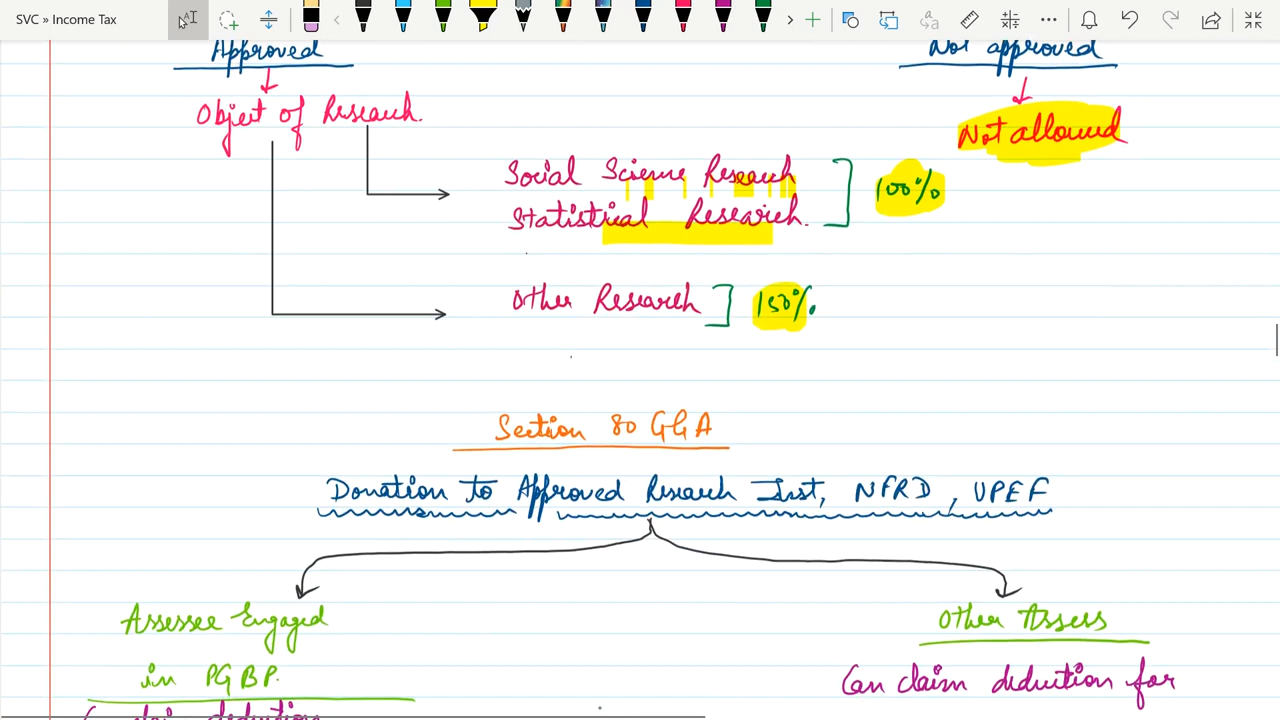 SVC » Income Tax
Approved
Not approved
Object of Research.
Not allowed
Social Science Research
100%
Statistical Research.
Other Research
150%
Section 80 GGA
Donation to Approved Research Inst, NFRD, UPEF
Assessee Engaged
in PGBP.
Other Assess
Can claim deduction for
claim deduction